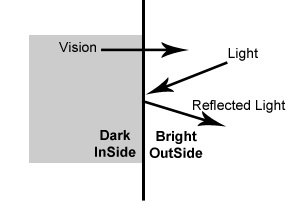 Vision
Light
Reflected Light
Dark
InSide
Bright
OutSide